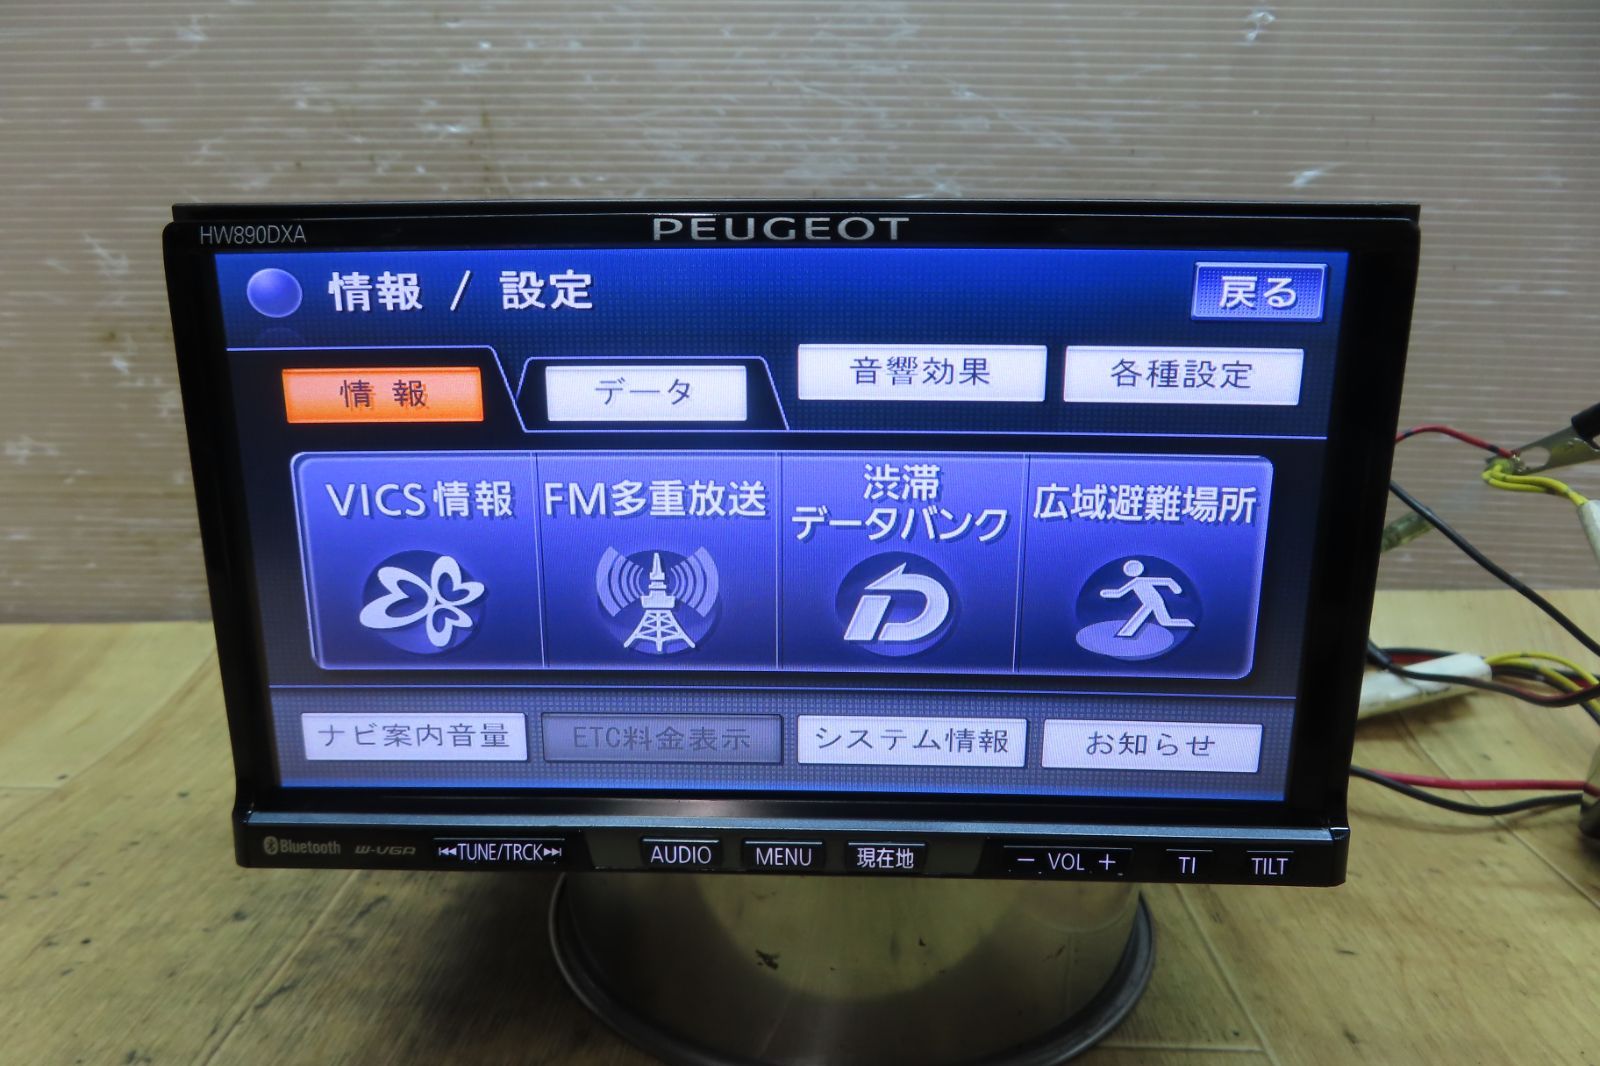 HW890DXA
PEUGEOT
情報 / 設定
戻る
情報
データ
音響効果
各種設定
VICS情報
FM多重放送
渋滞
データバンク
広域避難場所
ナビ案内音量
ETC料金表示
システム情報
お知らせ
Bluetooth
W-VGA
TUNE/TRCK
AUDIO
MENU
現在地
− VOL +
TI
TILT